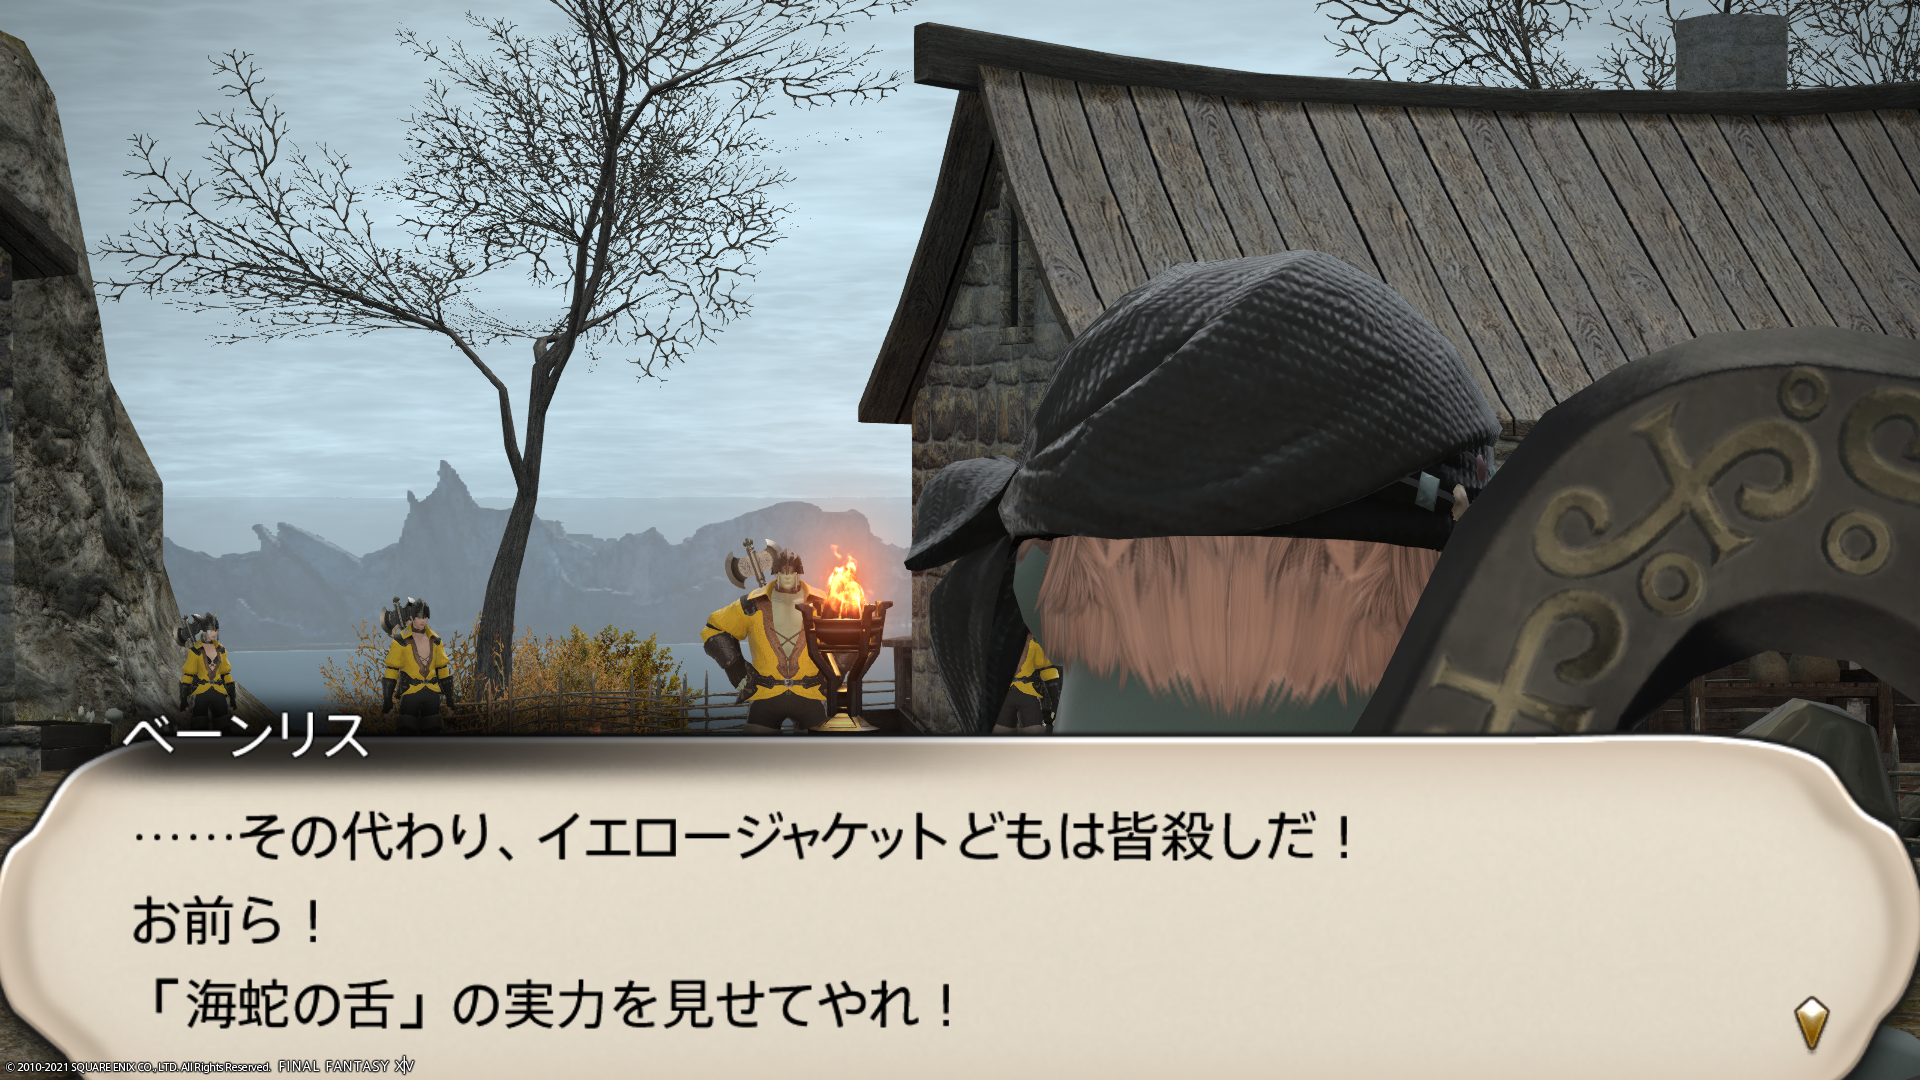 ベーンリス
……その代わり、イエロージャケットどもは皆殺しだ！
お前ら！
「海蛇の舌」の実力を見せてやれ！
© 2010-2021 SQUARE ENIX CO., LTD. All Rights Reserved. FINAL FANTASY XIV